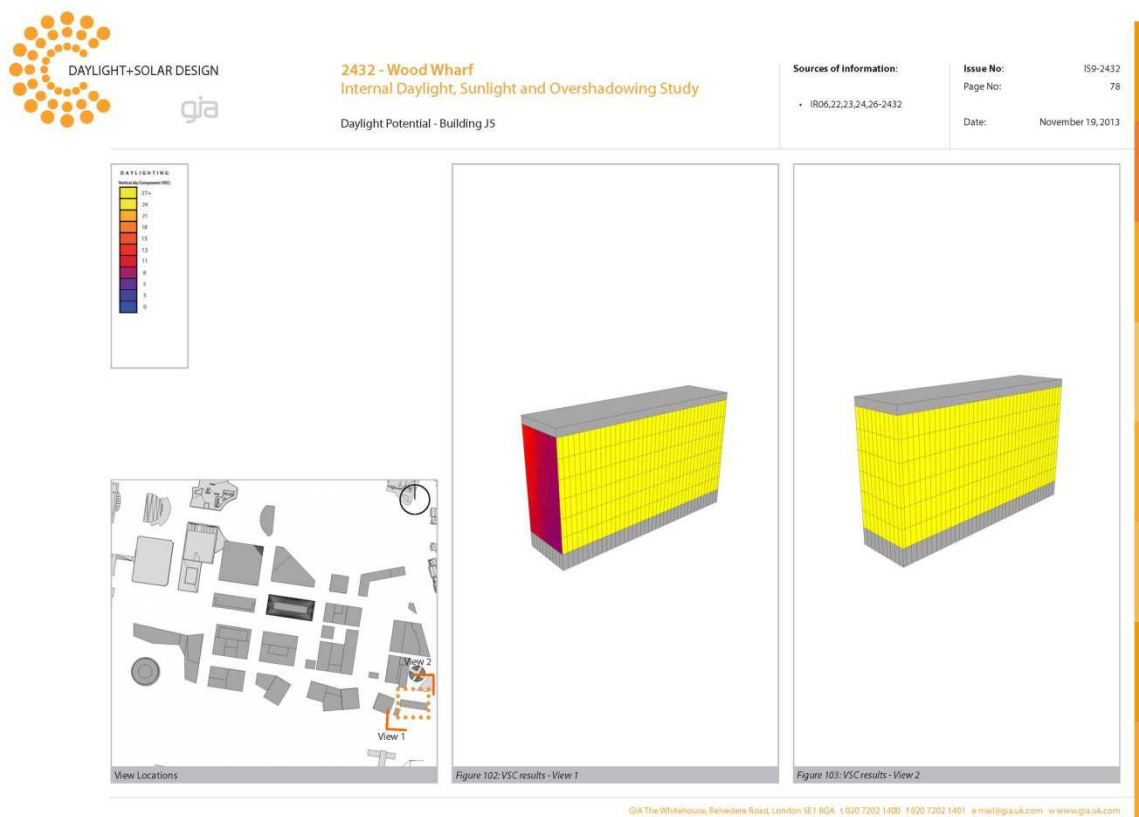 DAYLIGHT+SOLAR DESIGN
gia
2432 - Wood Wharf
Internal Daylight, Sunlight and Overshadowing Study
Daylight Potential - Building J5
Sources of information:
• IR06,22,23,24,26-2432
Issue No: IS9-2432
Page No: 78
Date: November 19, 2013
DAYLIGHTING
Vertical sky Component (VSC)
27+
24
21
18
15
13
11
8
5
3
0
View 2
View 1
View Locations
Figure 102: VSC results - View 1
Figure 103: VSC results - View 2
GIA The Whitehouse, Belvedere Road, London SE1 8GA t 020 7202 1400 f 020 7202 1401 e mail@gia.uk.com w www.gia.uk.com